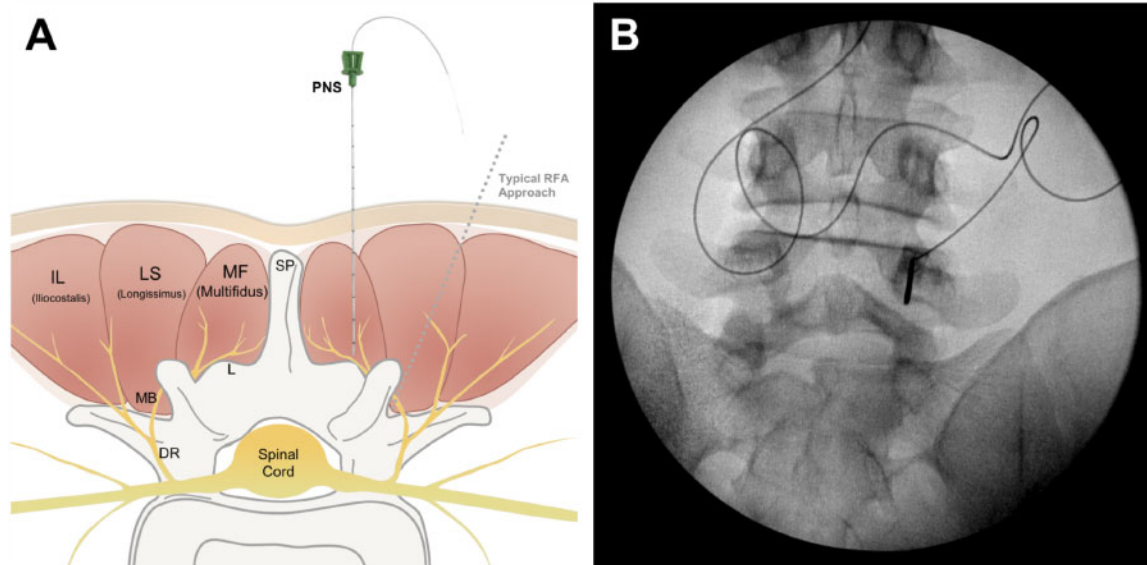 A
B
PNS
Typical RFA
Approach
IL
(Iliocostalis)
LS
(Longissimus)
MF
(Multifidus)
SP
L
MB
DR
Spinal
Cord